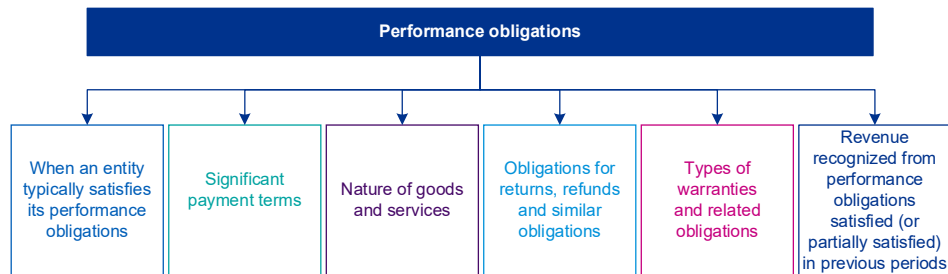 Performance obligations
When an entity
typically satisfies
its performance
obligations
Significant
payment terms
Nature of goods
and services
Obligations for
returns, refunds
and similar
obligations
Types of
warranties
and related
obligations
Revenue
recognized from
performance
obligations
satisfied (or
partially satisfied)
in previous periods